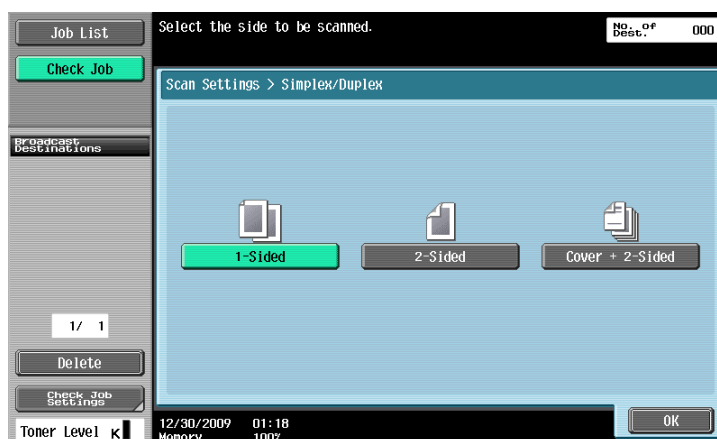 Job List
Select the side to be scanned.
No. of
Dest.
000
Check Job
Scan Settings > Simplex/Duplex
Broadcast
Destinations
1-Sided
2-Sided
Cover + 2-Sided
1/ 1
Delete
Check Job
Settings
Toner Level K
12/30/2009 01:18
Memory 100%
OK